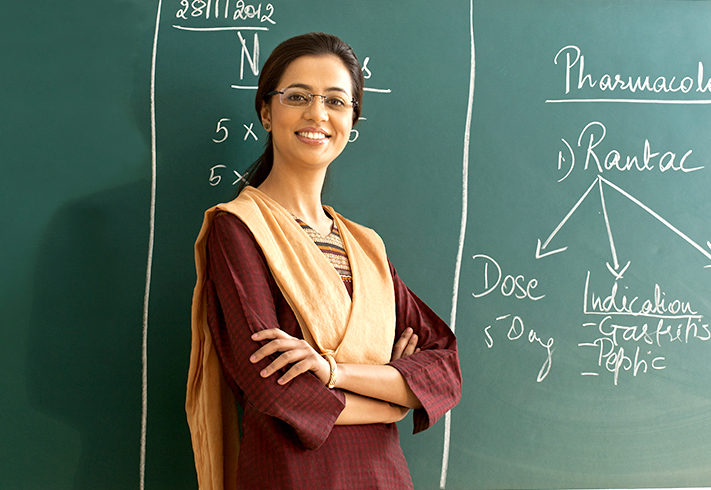 28/11/2012
5 x
5 x
Pharmacol
1) Rantac
Dose
5 Day
Indication
- Gastritis
- Peptic